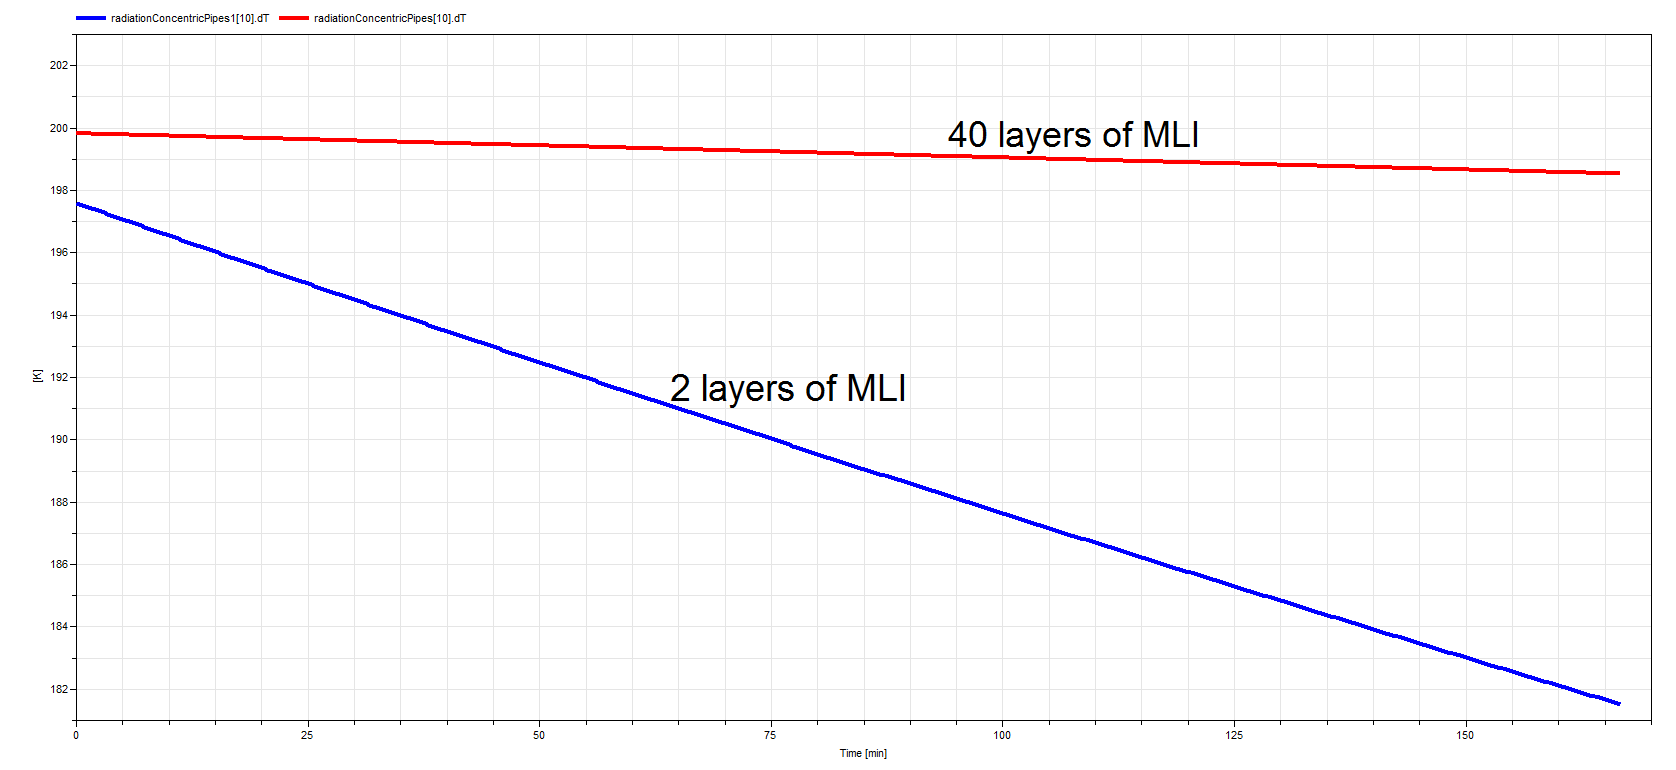 radiationConcentricPipes1[10].dT radiationConcentricPipes[10].dT
202
200
40 layers of MLI
198
196
194
[K]
192
2 layers of MLI
190
188
186
184
182
0 25 50 75 100 125 150
Time [min]